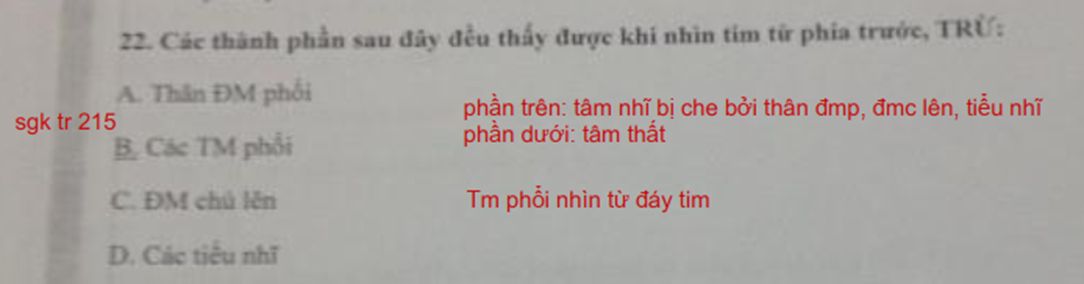 22. Các thành phần sau đây đều thấy được khi nhìn tim từ phía trước, TRỪ:
A. Thân ĐM phổi
phần trên: tâm nhĩ bị che bởi thân đmp, đmc lên, tiểu nhĩ
sgk tr 215
phần dưới: tâm thất
B. Các TM phổi
C. ĐM chủ lên
Tm phổi nhìn từ đáy tim
D. Các tiểu nhĩ